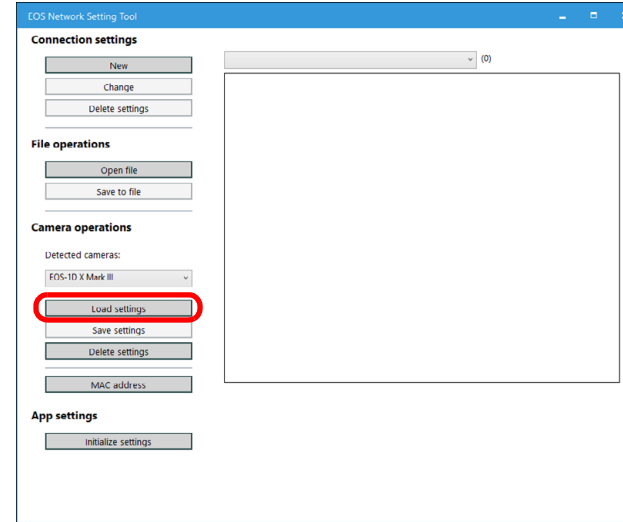 EOS Network Setting Tool
Connection settings
New
Change
Delete settings
(0)
File operations
Open file
Save to file
Camera operations
Detected cameras:
EOS-1D X Mark III
Load settings
Save settings
Delete settings
MAC address
App settings
Initialize settings